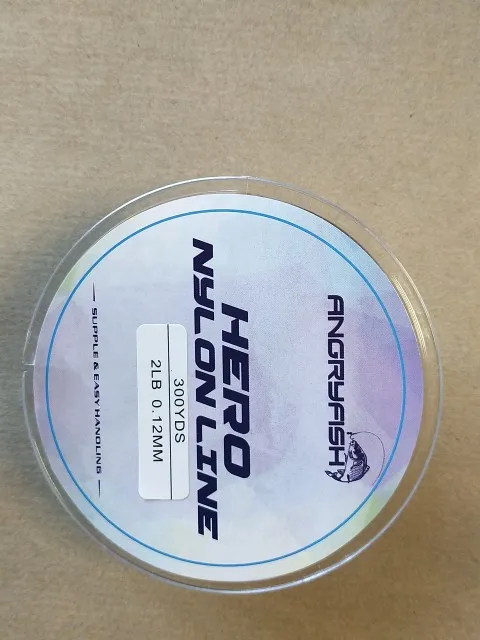 ANGRYFISH
HERO
NYLON LINE
300YDS
2LB 0.12MM
SUPPLE & EASY HANDLING